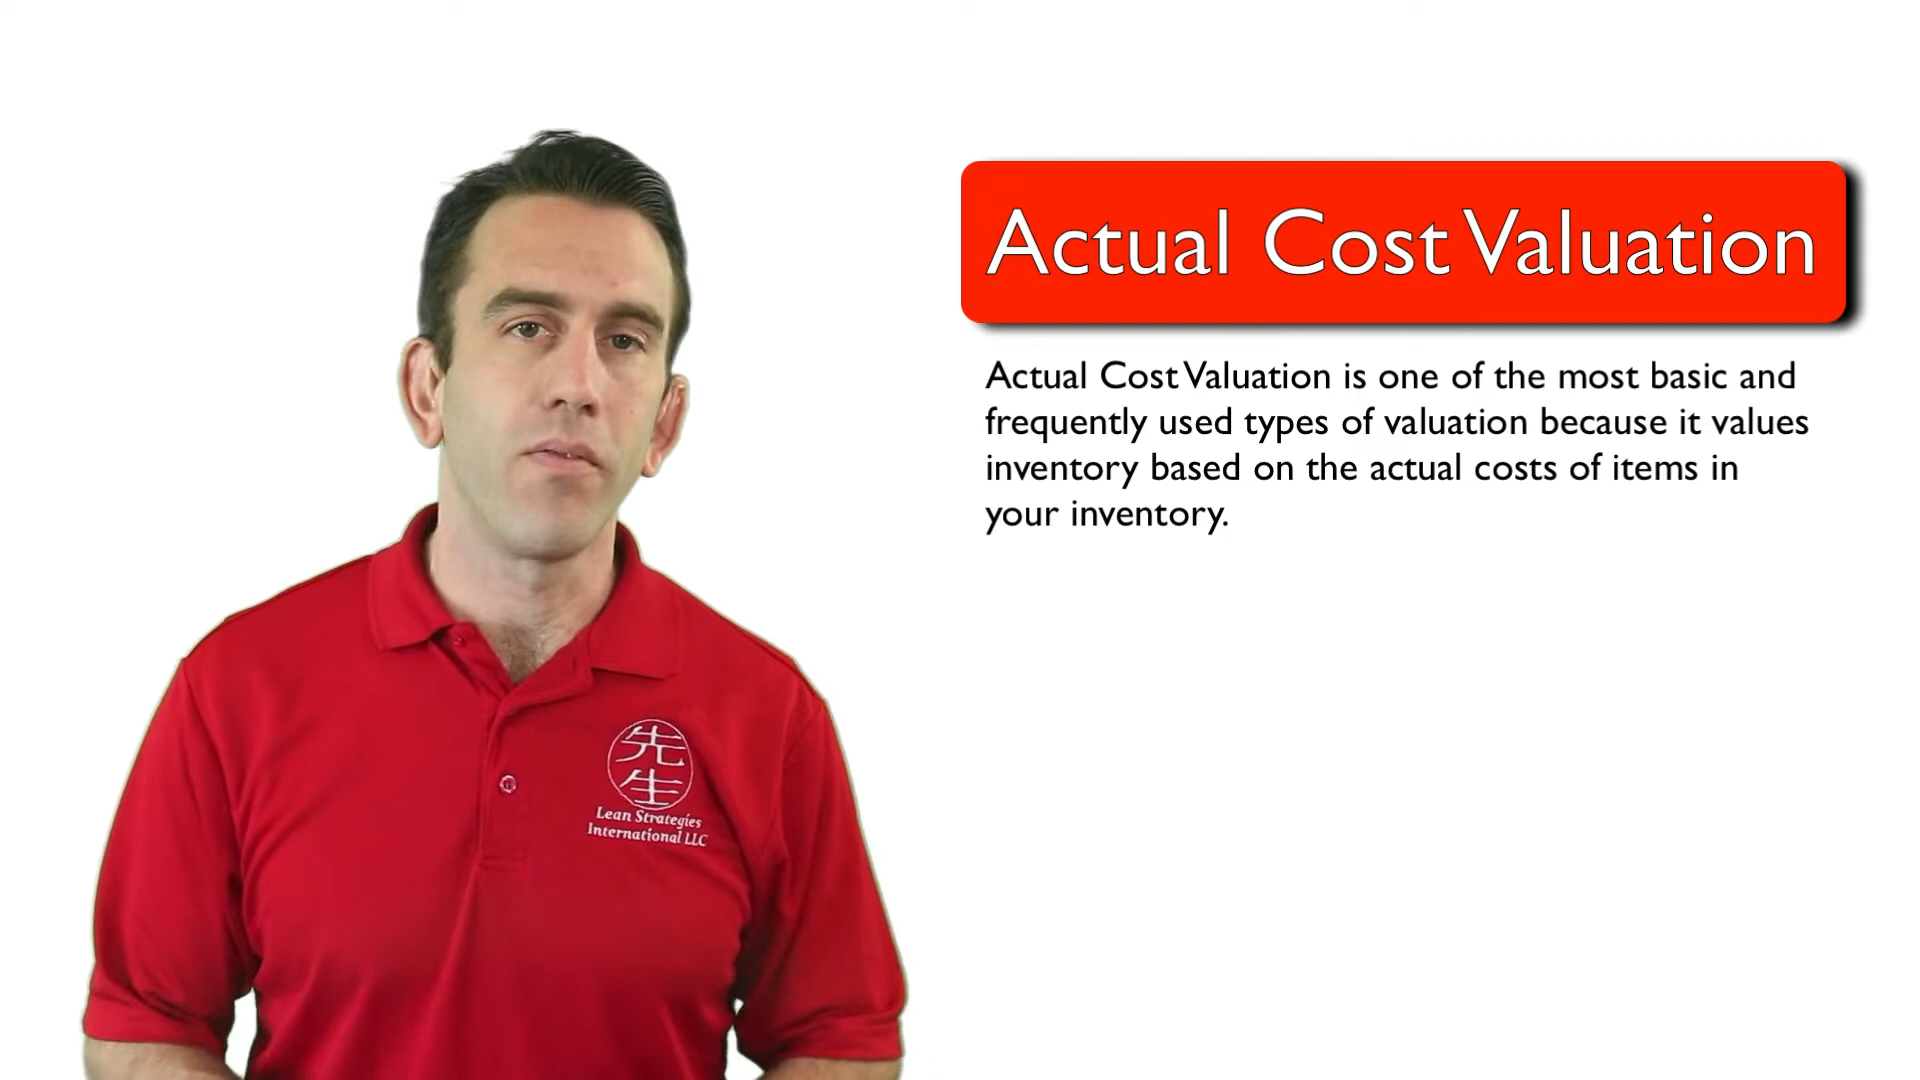 Actual Cost Valuation
Actual Cost Valuation is one of the most basic and
frequently used types of valuation because it values
inventory based on the actual costs of items in
your inventory.
先
生
Lean Strategies
International LLC